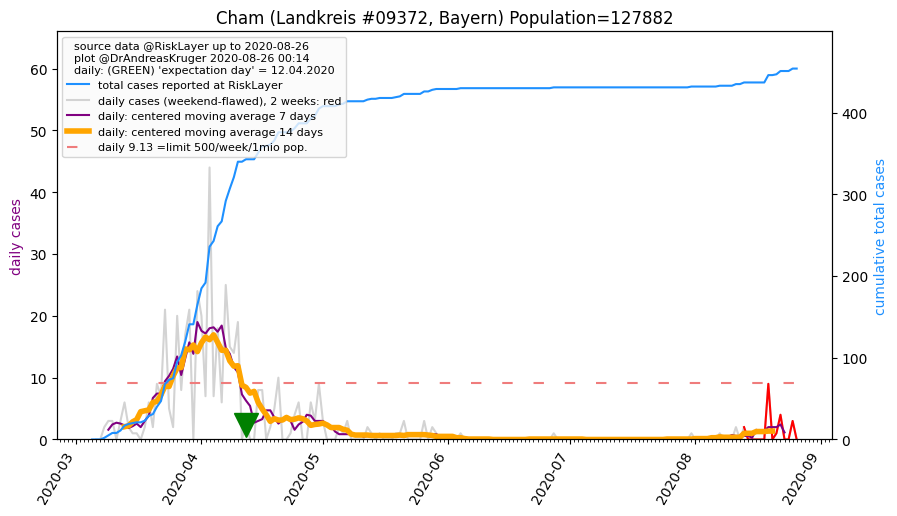 Cham (Landkreis #09372, Bayern) Population=127882
source data @RiskLayer up to 2020-08-26
plot @DrAndreasKruger 2020-08-26 00:14
daily: (GREEN) 'expectation day' = 12.04.2020
total cases reported at RiskLayer
daily cases (weekend-flawed), 2 weeks: red
daily: centered moving average 7 days
daily: centered moving average 14 days
daily 9.13 =limit 500/week/1mio pop.
daily cases
60
50
40
30
20
10
0
cumulative total cases
400
300
200
100
0
2020-03
2020-04
2020-05
2020-06
2020-07
2020-08
2020-09